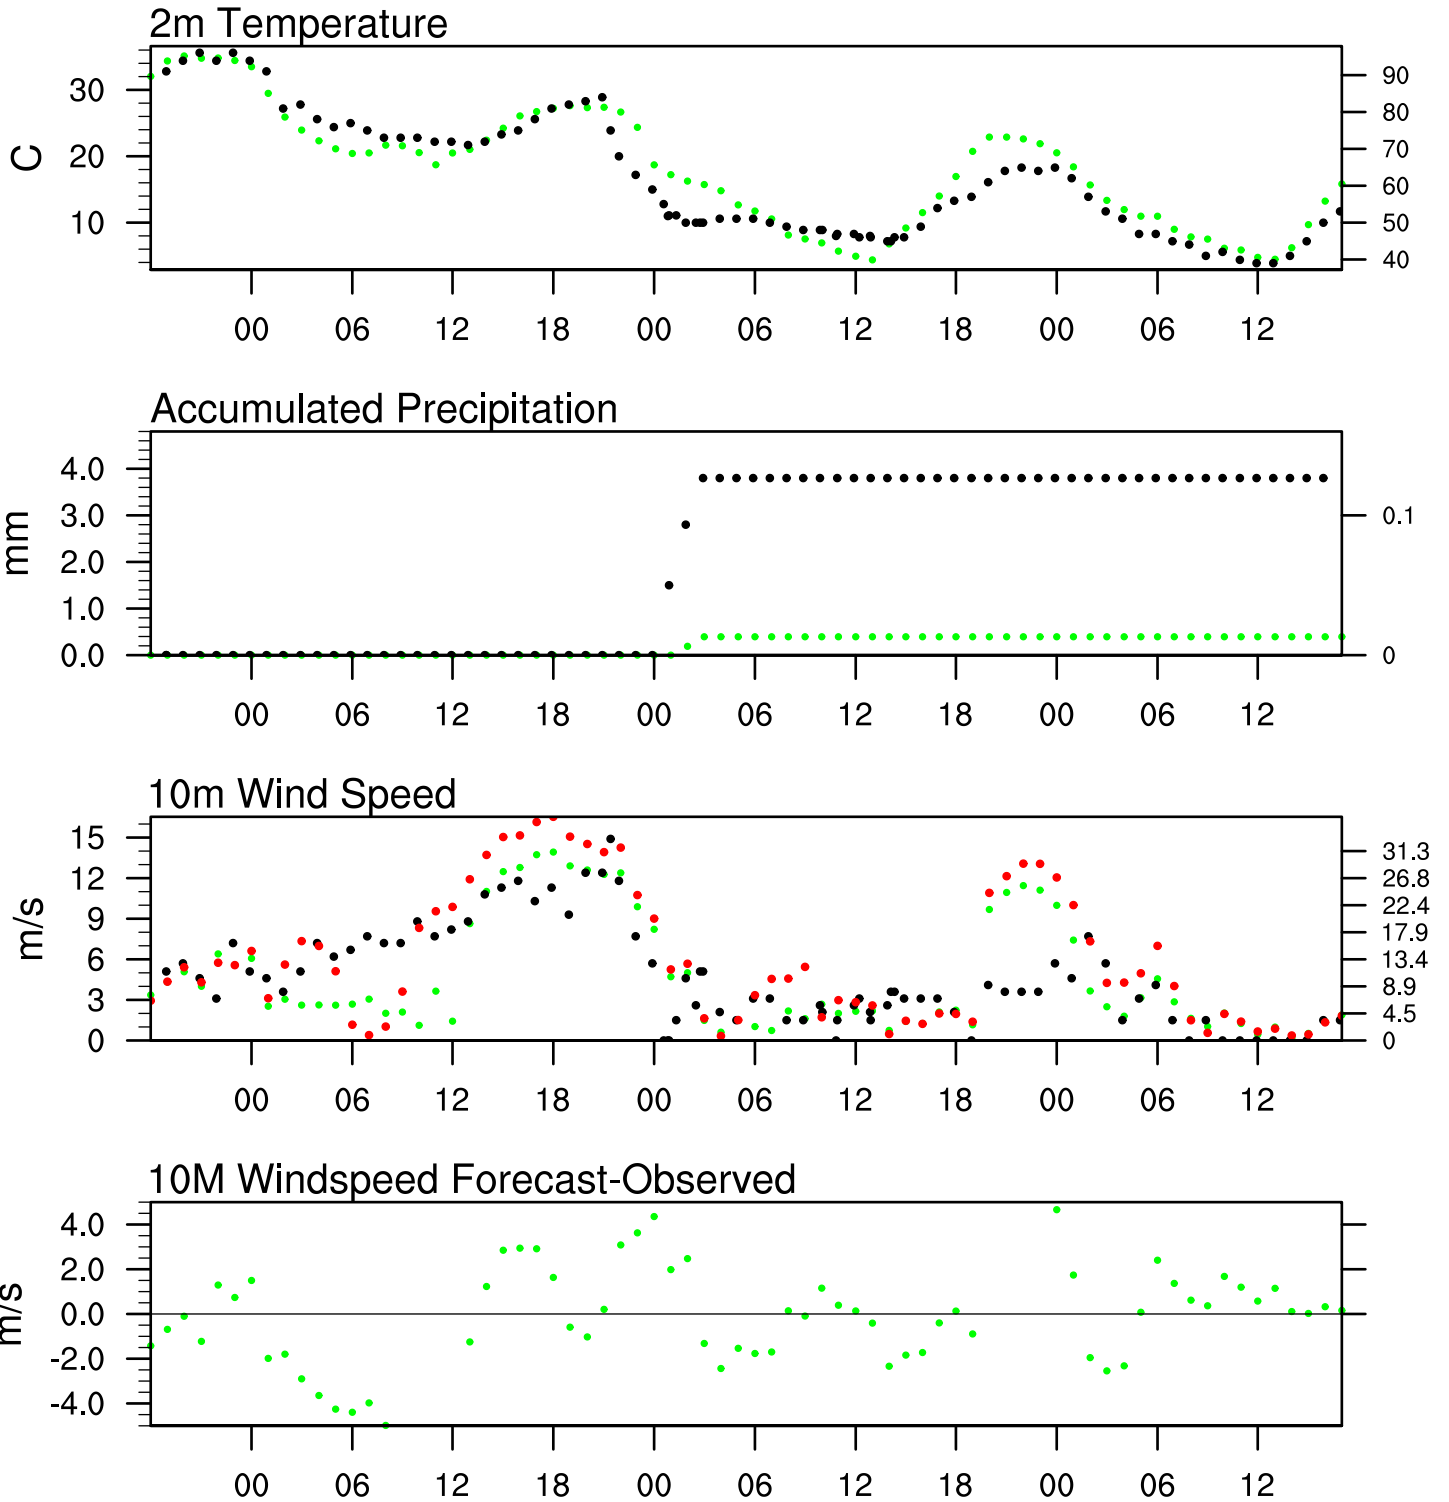 2m Temperature
30
20
10
C
90
80
70
60
50
40
00 06 12 18 00 06 12 18 00 06 12
Accumulated Precipitation
4.0
3.0
2.0
1.0
0.0
mm
0.1
0
00 06 12 18 00 06 12 18 00 06 12
10m Wind Speed
15
12
9
6
3
0
m/s
31.3
26.8
22.4
17.9
13.4
8.9
4.5
0
00 06 12 18 00 06 12 18 00 06 12
10M Windspeed Forecast-Observed
4.0
2.0
0.0
-2.0
-4.0
m/s
00 06 12 18 00 06 12 18 00 06 12